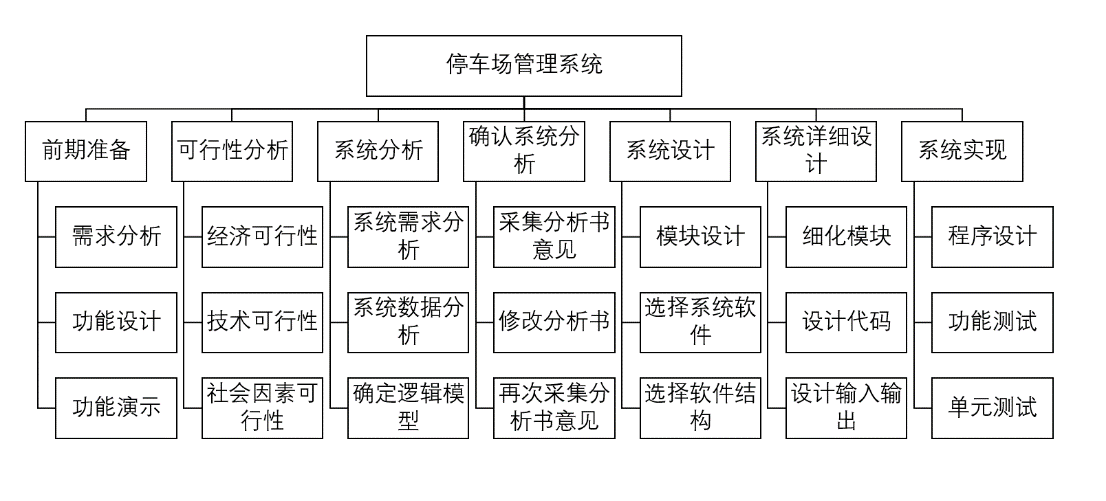 停车场管理系统
前期准备
可行性分析
系统分析
确认系统分
析
系统设计
系统详细设
计
系统实现
需求分析
经济可行性
系统需求分
析
采集分析书
意见
模块设计
细化模块
程序设计
功能设计
技术可行性
系统数据分
析
修改分析书
选择系统软
件
设计代码
功能测试
功能演示
社会因素可
行性
确定逻辑模
型
再次采集分
析书意见
选择软件结
构
设计输入输
出
单元测试